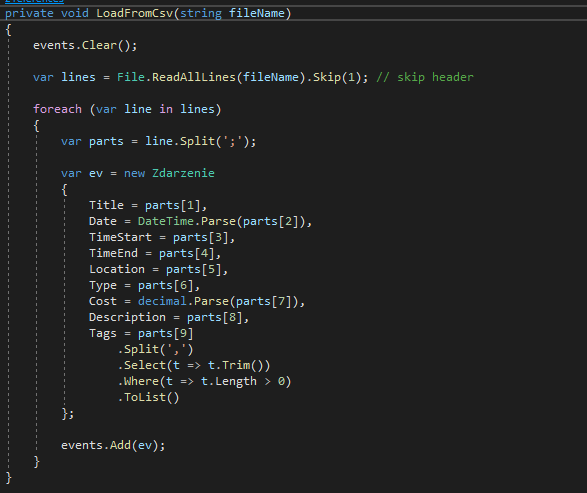 private void LoadFromCsv(string fileName)
{
    events.Clear();

    var lines = File.ReadAllLines(fileName).Skip(1); // skip header

    foreach (var line in lines)
    {
        var parts = line.Split(';');

        var ev = new Zdarzenie
        {
            Title = parts[1],
            Date = DateTime.Parse(parts[2]),
            TimeStart = parts[3],
            TimeEnd = parts[4],
            Location = parts[5],
            Type = parts[6],
            Cost = decimal.Parse(parts[7]),
            Description = parts[8],
            Tags = parts[9]
                .Split(',')
                .Select(t => t.Trim())
                .Where(t => t.Length > 0)
                .ToList()
        };

        events.Add(ev);
    }
}